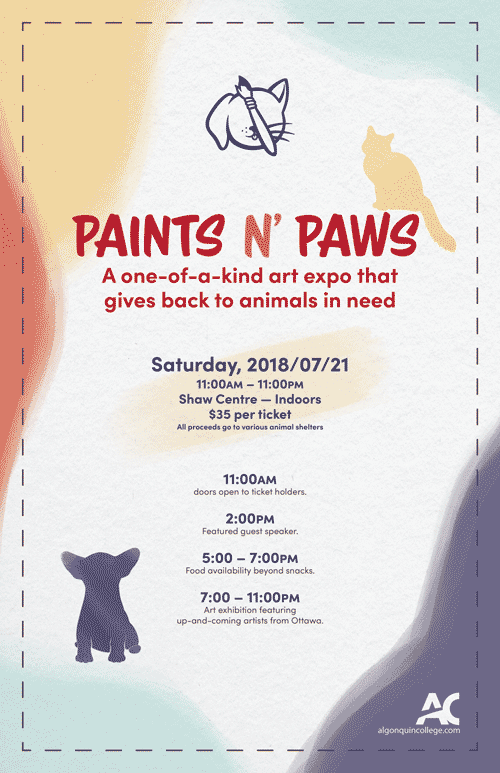 PAINTS N' PAWS
A one-of-a-kind art expo that
gives back to animals in need
Saturday, 2018/07/21
11:00AM – 11:00PM
Shaw Centre — Indoors
$35 per ticket
All proceeds go to various animal shelters
11:00AM
doors open to ticket holders.
2:00PM
Featured guest speaker.
5:00 – 7:00PM
Food availability beyond snacks.
7:00 – 11:00PM
Art exhibition featuring
up-and-coming artists from Ottawa.
AC
algonquincollege.com